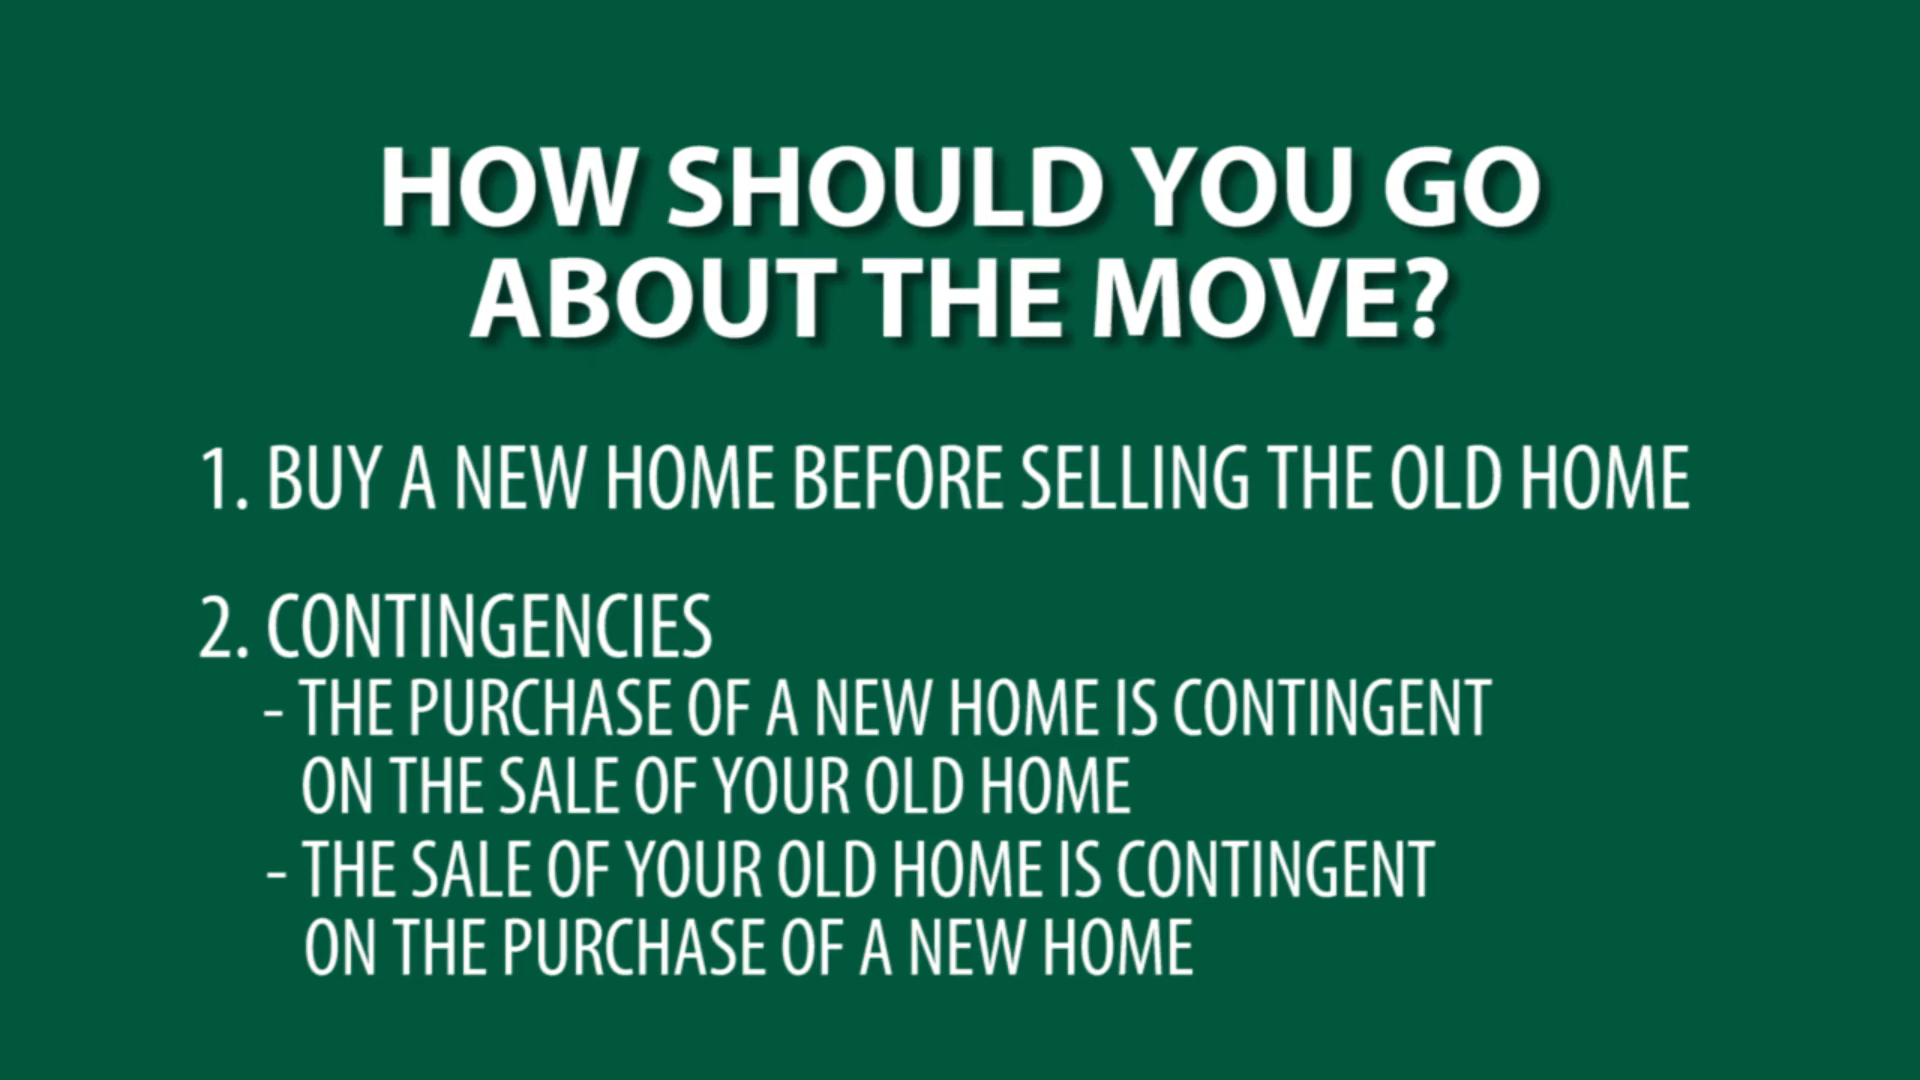 HOW SHOULD YOU GO
ABOUT THE MOVE?
1. BUY A NEW HOME BEFORE SELLING THE OLD HOME
2. CONTINGENCIES
- THE PURCHASE OF A NEW HOME IS CONTINGENT
ON THE SALE OF YOUR OLD HOME
- THE SALE OF YOUR OLD HOME IS CONTINGENT
ON THE PURCHASE OF A NEW HOME